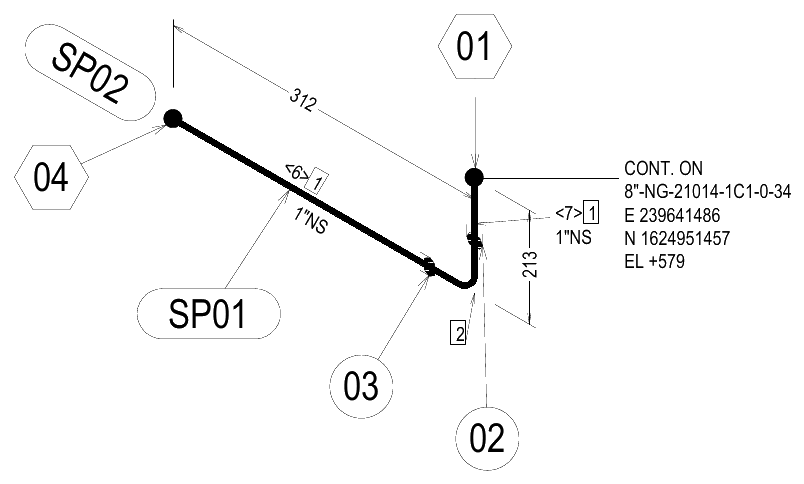 SP02
01
312
04
<6> 1
1"NS
CONT. ON
8"-NG-21014-1C1-0-34
E 239641486
N 1624951457
EL +579
<7> 1
1"NS
213
SP01
2
03
02